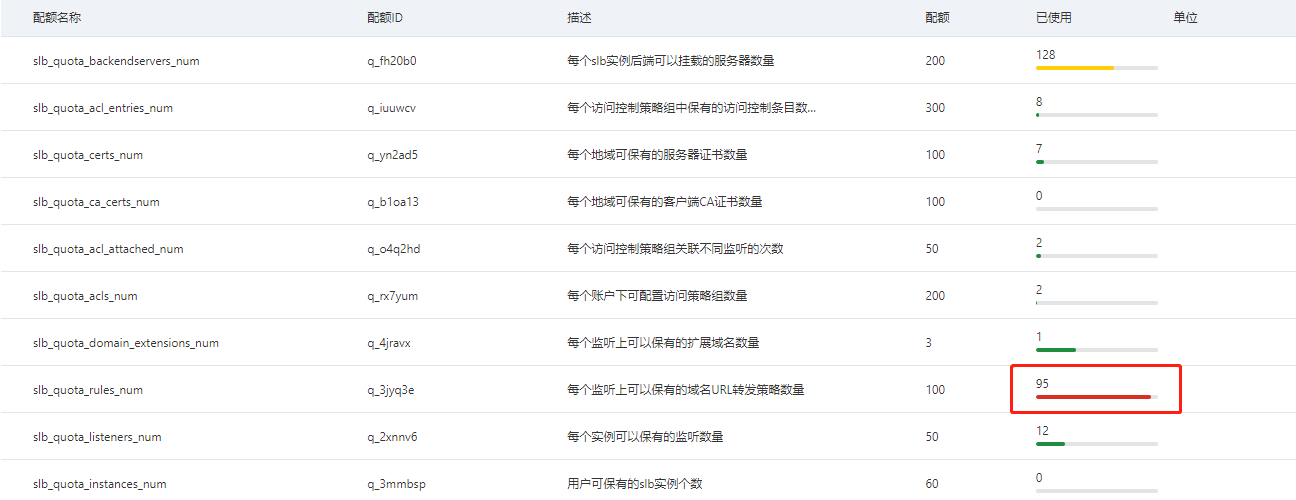 配额名称 配额ID 描述 配额 已使用 单位
slb_quota_backendservers_num q_fh20b0 每个slb实例后端可以挂载的服务器数量 200 128
slb_quota_acl_entries_num q_iuuwcv 每个访问控制策略组中保有的访问控制条目数... 300 8
slb_quota_certs_num q_yn2ad5 每个地域可保有的服务器证书数量 100 7
slb_quota_ca_certs_num q_b1oa13 每个地域可保有的客户端CA证书数量 100 0
slb_quota_acl_attached_num q_o4q2hd 每个访问控制策略组关联不同监听的次数 50 2
slb_quota_acls_num q_rx7yum 每个账户下可配置访问策略组数量 200 2
slb_quota_domain_extensions_num q_4jravx 每个监听上可以保有的扩展域名数量 3 1
slb_quota_rules_num q_3jyq3e 每个监听上可以保有的域名URL转发策略数量 100 95
slb_quota_listeners_num q_2xnnv6 每个实例可以保有的监听数量 50 12
slb_quota_instances_num q_3mmbsp 用户可保有的slb实例个数 60 0